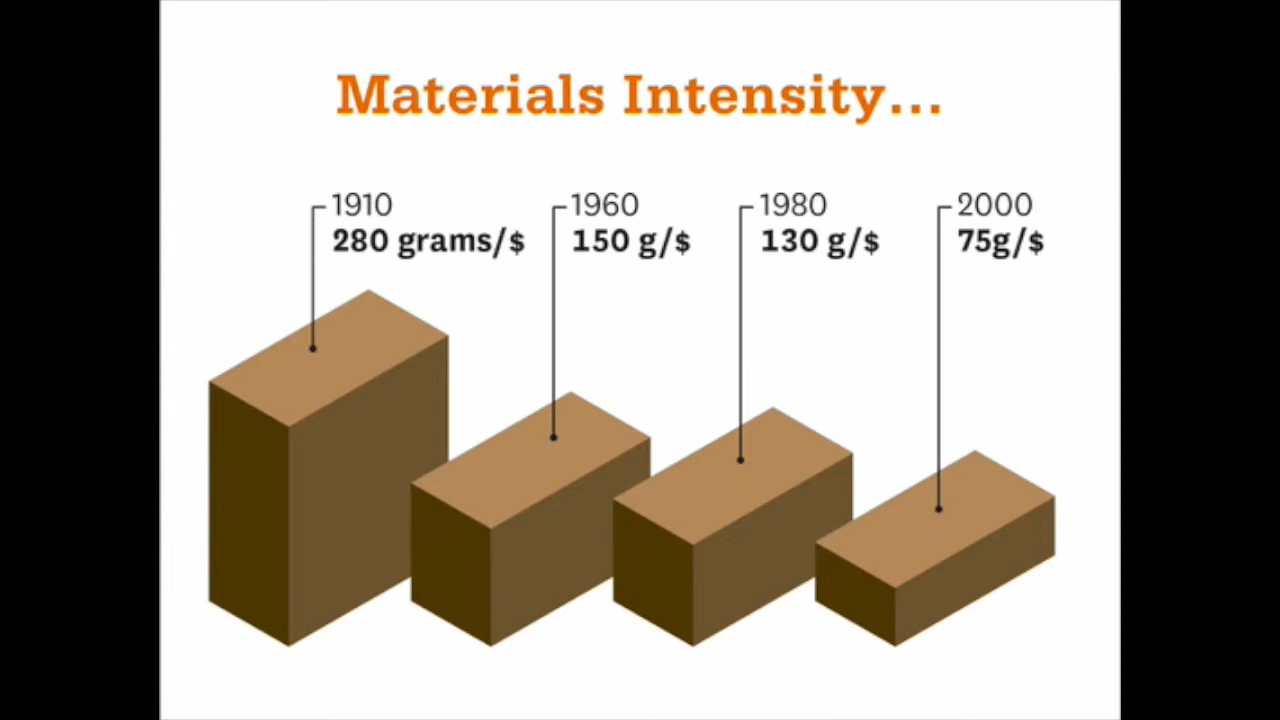 Materials Intensity...
1910
280 grams/$
1960
150 g/$
1980
130 g/$
2000
75g/$